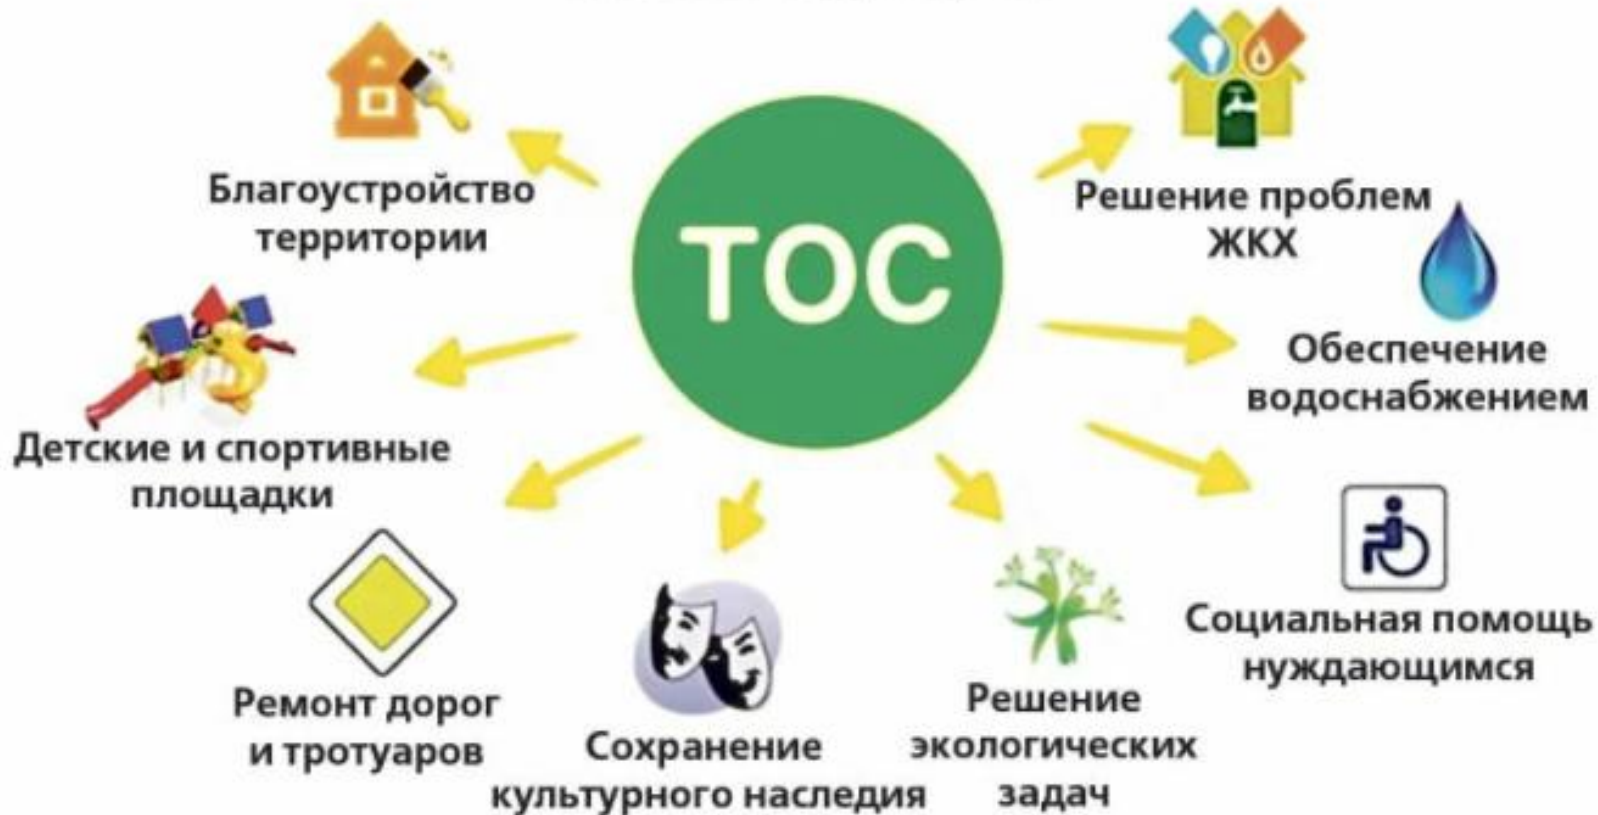 ТОС
Благоустройство
территории
Решение проблем
ЖКХ
Детские и спортивные
площадки
Обеспечение
водоснабжением
Ремонт дорог
и тротуаров
Сохранение
культурного наследия
Решение
экологических
задач
Социальная помощь
нуждающимся